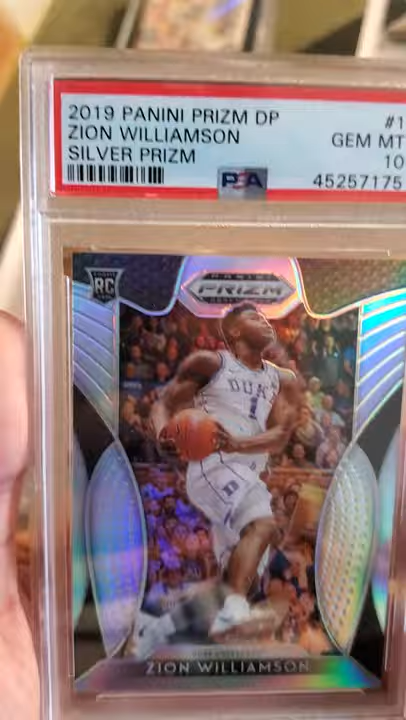 2019 PANINI PRIZM DP #1
ZION WILLIAMSON GEM MT
SILVER PRIZM 10
PSA 45257175
RC
PANINI
PRIZM
DUKE
1
D
ZION WILLIAMSON